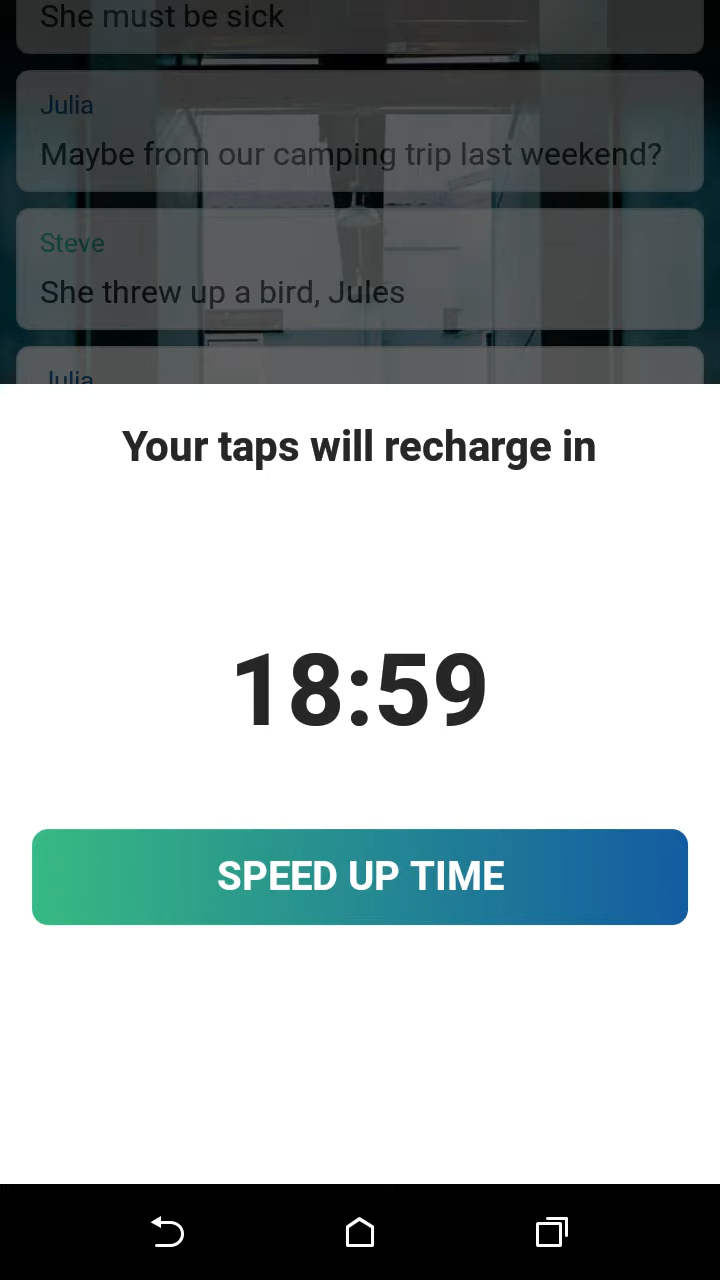 She must be sick
Julia
Maybe from our camping trip last weekend?
Steve
She threw up a bird, Jules
Julia
Your taps will recharge in
18:59
SPEED UP TIME